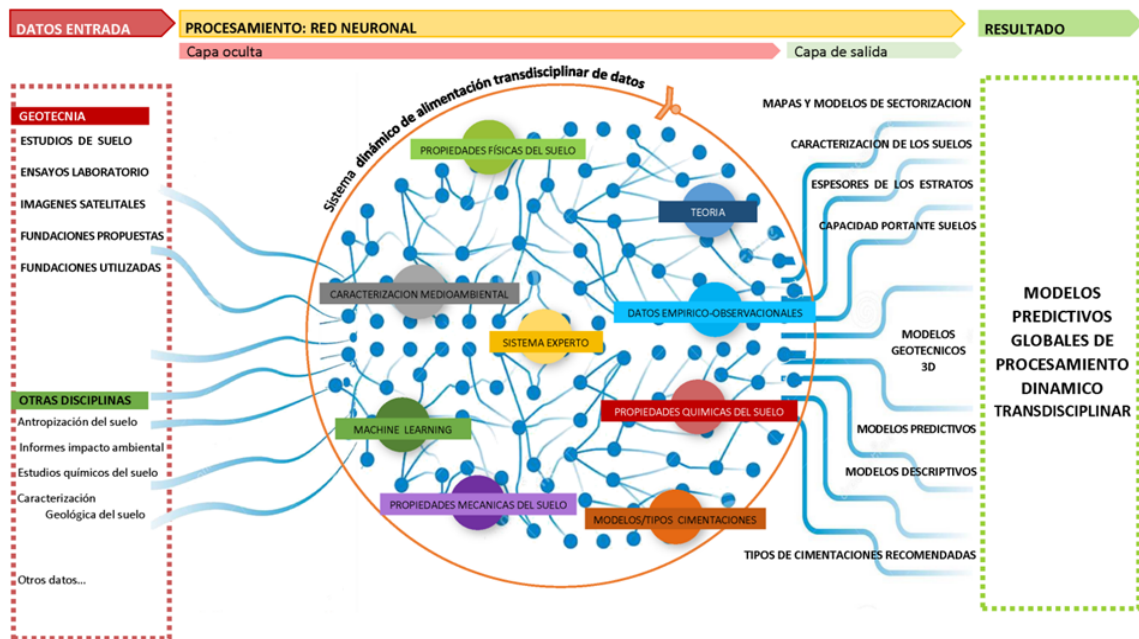 DATOS ENTRADA
PROCESAMIENTO: RED NEURONAL
RESULTADO
Capa oculta
Capa de salida
Sistema dinámico de alimentación transdisciplinar de datos
GEOTECNIA
ESTUDIOS DE SUELO
ENSAYOS LABORATORIO
IMAGENES SATELITALES
FUNDACIONES PROPUESTAS
FUNDACIONES UTILIZADAS
OTRAS DISCIPLINAS
Antropización del suelo
Informes impacto ambiental
Estudios químicos del suelo
Caracterización
Geológica del suelo
Otros datos...
PROPIEDADES FÍSICAS DEL SUELO
TEORIA
CARACTERIZACION MEDIOAMBIENTAL
DATOS EMPIRICO-OBSERVACIONALES
SISTEMA EXPERTO
PROPIEDADES QUIMICAS DEL SUELO
MACHINE LEARNING
PROPIEDADES MECANICAS DEL SUELO
MODELOS/TIPOS CIMENTACIONES
MAPAS Y MODELOS DE SECTORIZACION
CARACTERIZACION DE LOS SUELOS
ESPESORES DE LOS ESTRATOS
CAPACIDAD PORTANTE SUELOS
MODELOS
GEOTECNICOS
3D
MODELOS PREDICTIVOS
MODELOS DESCRIPTIVOS
TIPOS DE CIMENTACIONES RECOMENDADAS
MODELOS
PREDICTIVOS
GLOBALES DE
PROCESAMIENTO
DINAMICO
TRANSDISCIPLINAR